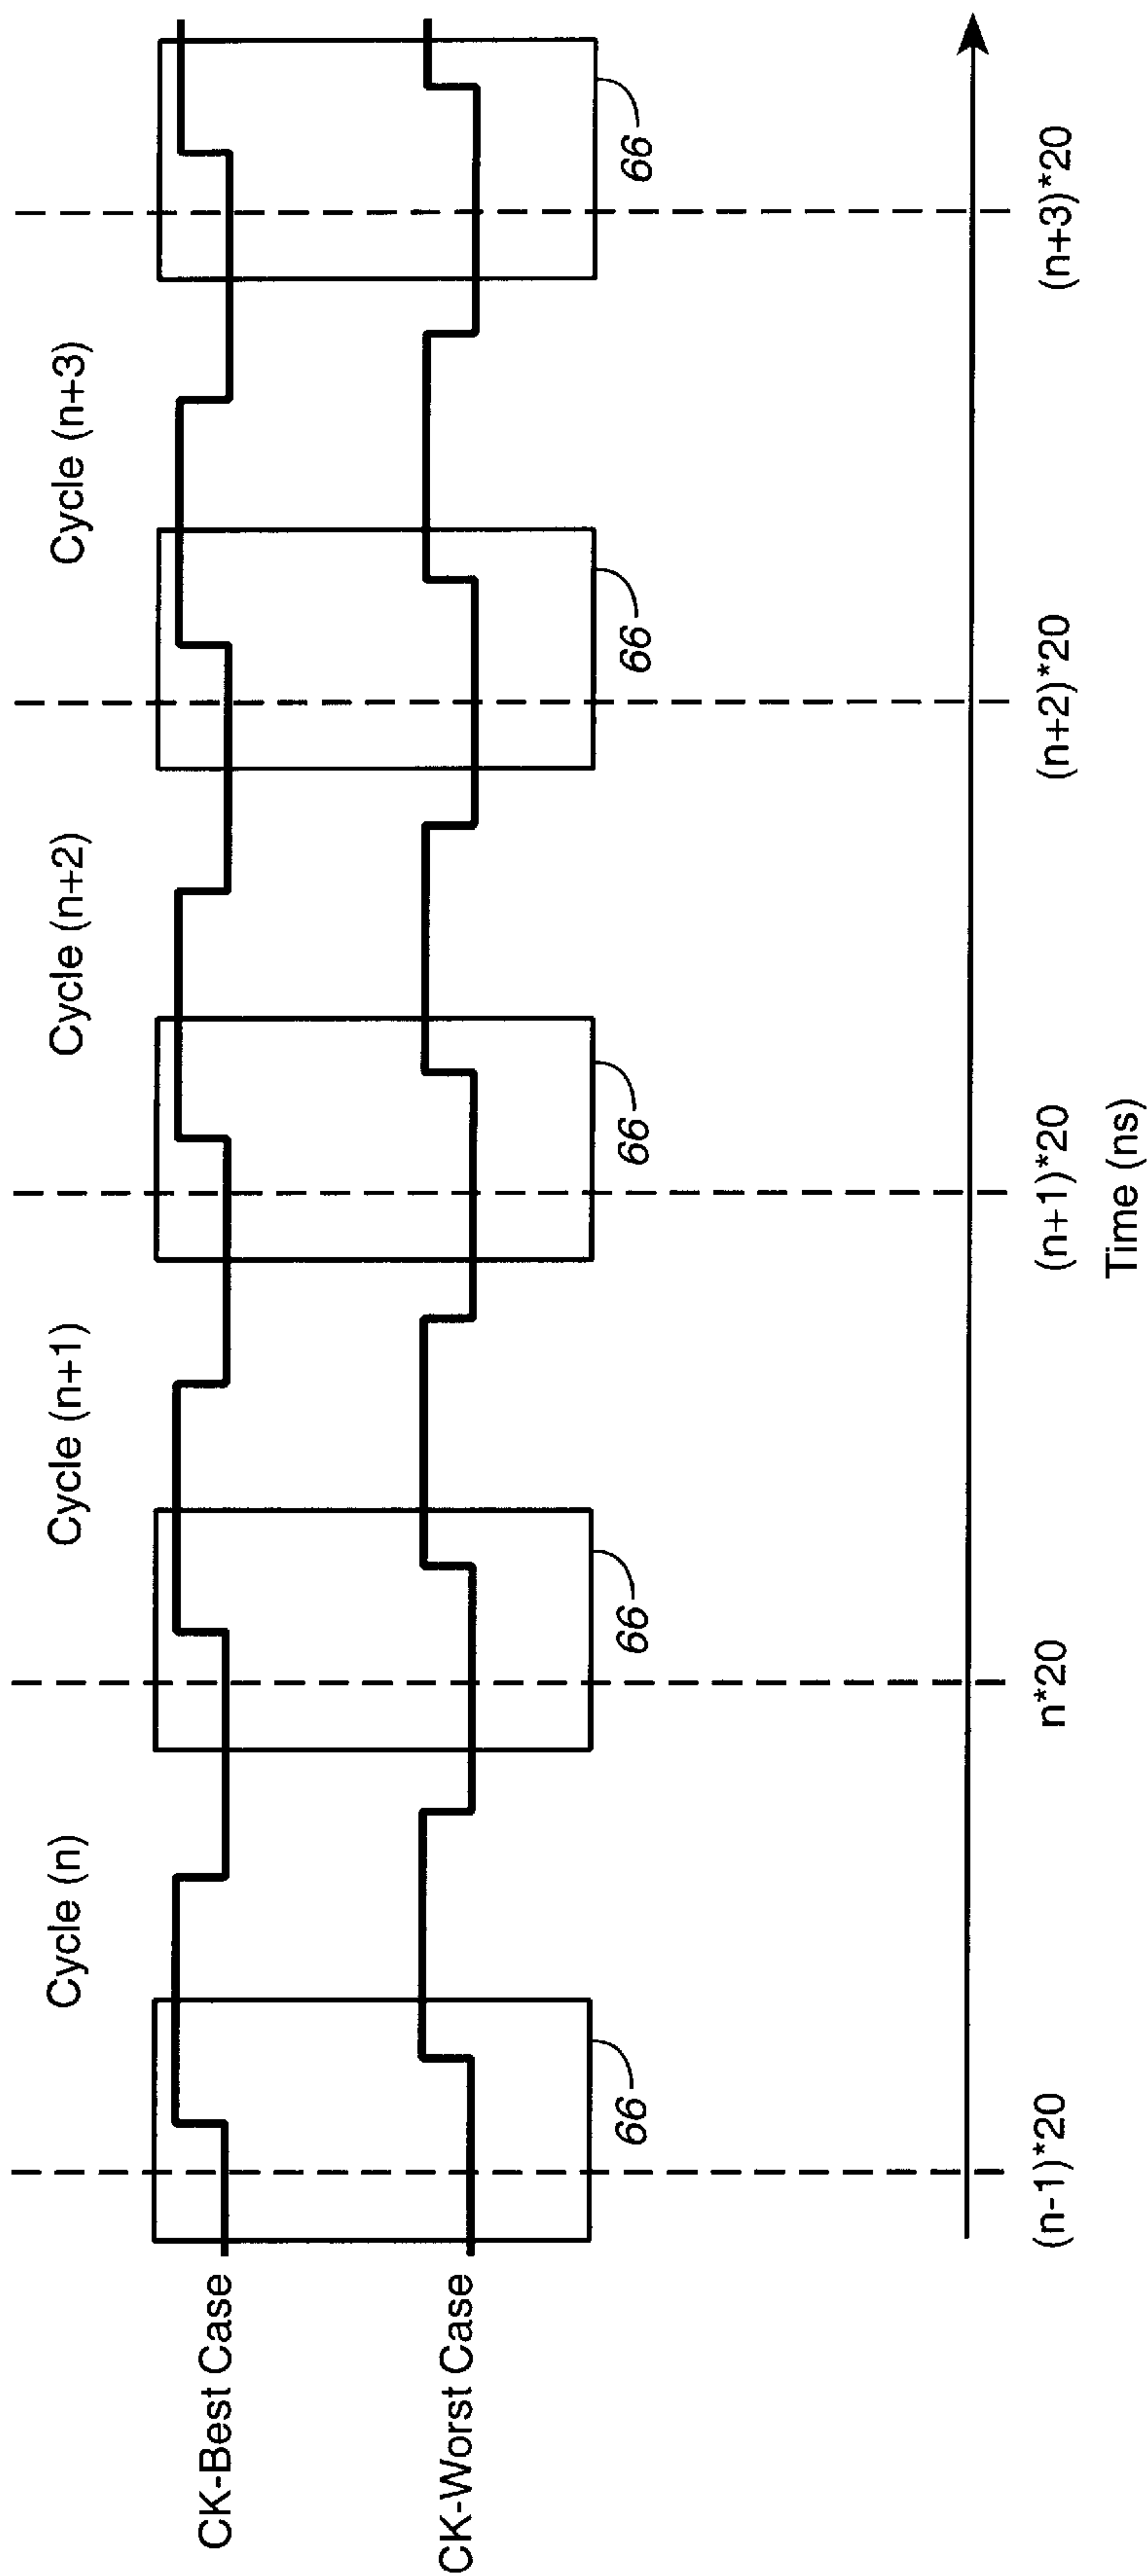 Cycle (n) Cycle (n+1) Cycle (n+2) Cycle (n+3)
CK-Best Case
CK-Worst Case
66 66 66 66 66
(n-1)*20 n*20 (n+1)*20 (n+2)*20 (n+3)*20
Time (ns)